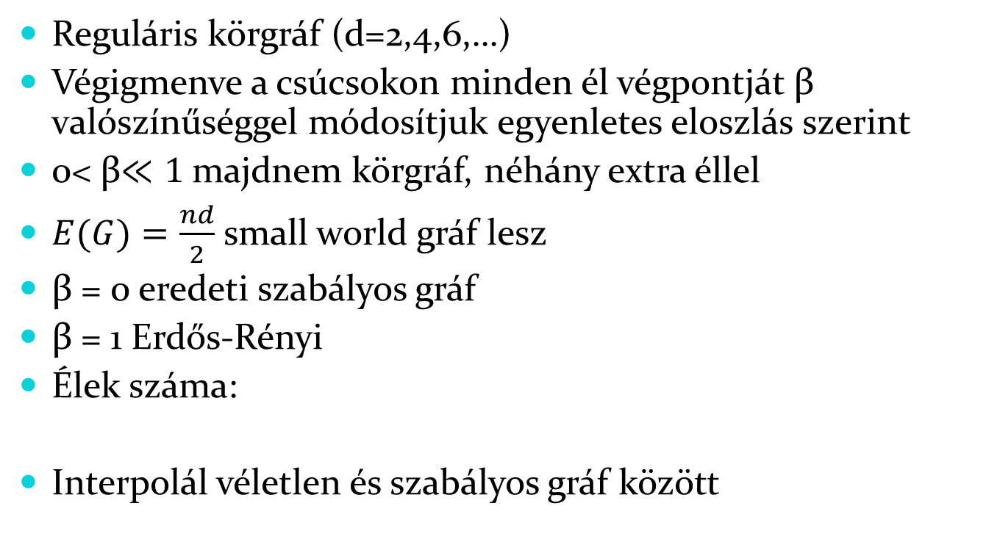 • Reguláris körgráf (d=2,4,6,...)
• Végigmenve a csúcsokon minden él végpontját β
valószínűséggel módosítjuk egyenletes eloszlás szerint
• 0< β≪ 1 majdnem körgráf, néhány extra éllel
• E(G) = nd/2 small world gráf lesz
• β = 0 eredeti szabályos gráf
• β = 1 Erdős-Rényi
• Élek száma:
• Interpolál véletlen és szabályos gráf között